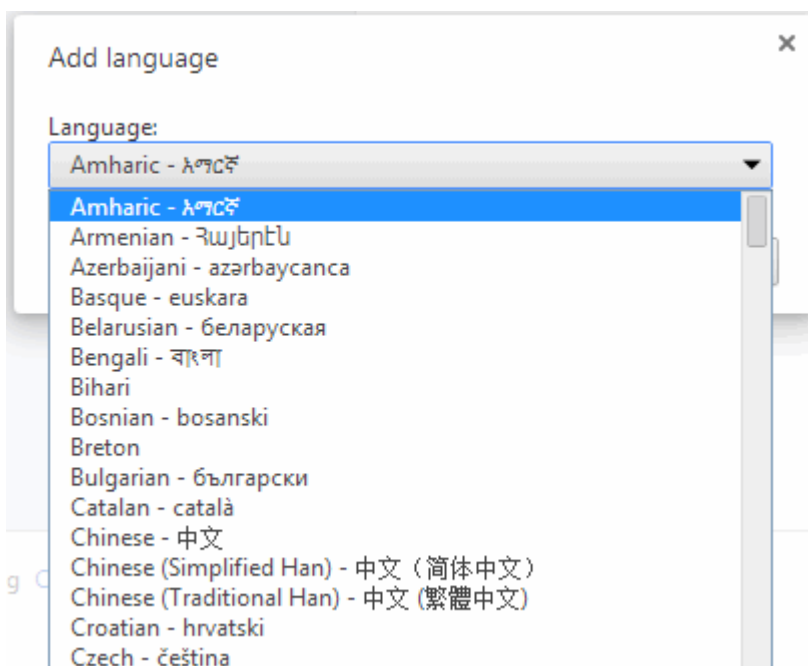 Add language
Language:
Amharic - አማርኛ
Amharic - አማርኛ
Armenian - Հայերէն
Azerbaijani - azərbaycanca
Basque - euskara
Belarusian - беларуская
Bengali - বাংলা
Bihari
Bosnian - bosanski
Breton
Bulgarian - български
Catalan - català
Chinese - 中文
Chinese (Simplified Han) - 中文（简体中文）
Chinese (Traditional Han) - 中文 (繁體中文)
Croatian - hrvatski
Czech - čeština